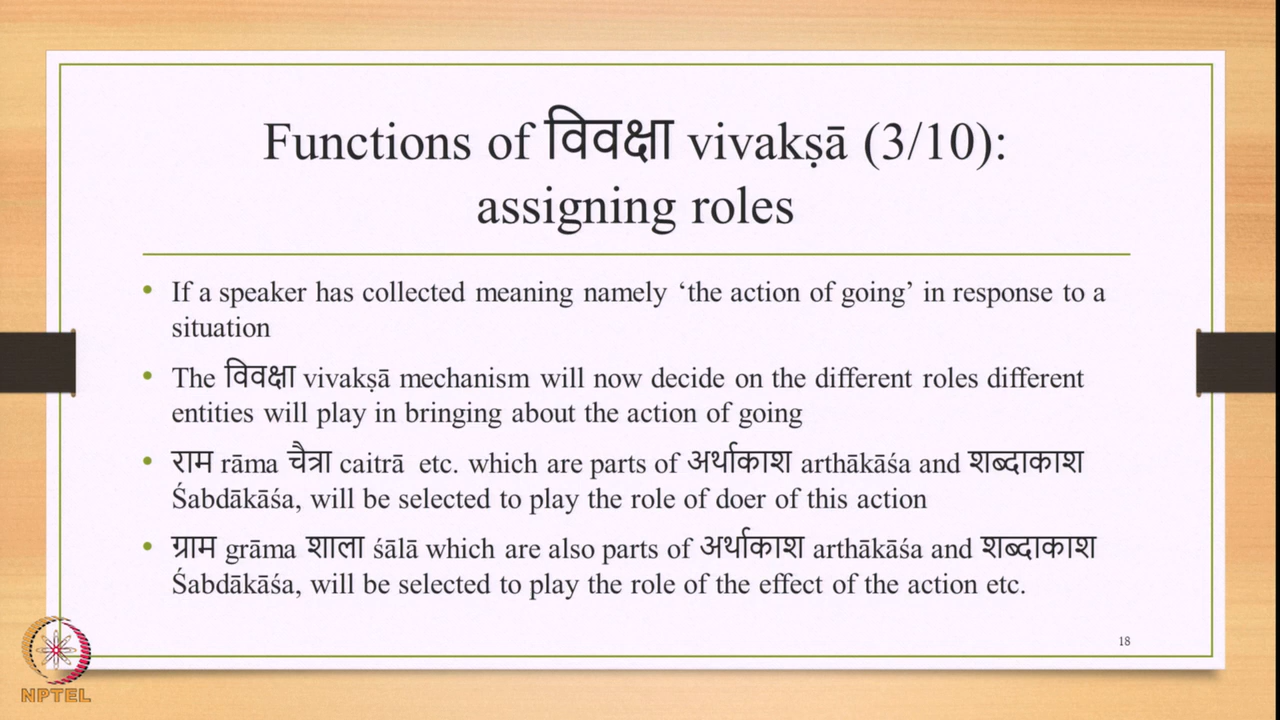 Functions of विवक्षा vivakṣā (3/10):
assigning roles
• If a speaker has collected meaning namely ‘the action of going’ in response to a
situation
• The विवक्षा vivakṣā mechanism will now decide on the different roles different
entities will play in bringing about the action of going
• राम rāma चैत्रा caitrā etc. which are parts of अर्थाकाश arthākāśa and शब्दाकाश
Śabdākāśa, will be selected to play the role of doer of this action
• ग्राम grāma शाला śālā which are also parts of अर्थाकाश arthākāśa and शब्दाकाश
Śabdākāśa, will be selected to play the role of the effect of the action etc.
18
NPTEL